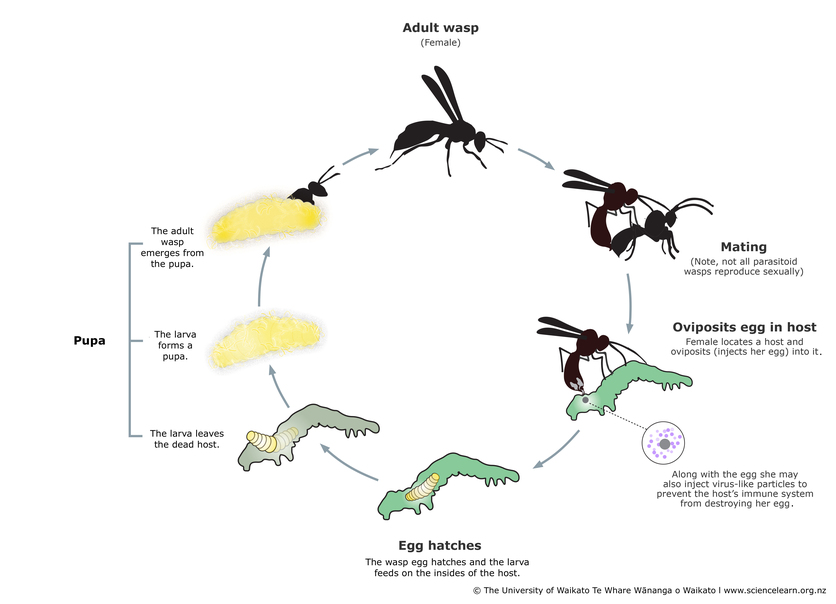 Adult wasp
(Female)
Mating
(Note, not all parasitoid
wasps reproduce sexually)
Oviposits egg in host
Female locates a host and
oviposits (injects her egg) into it.
Along with the egg she may
also inject virus-like particles to
prevent the host's immune system
from destroying her egg.
Egg hatches
The wasp egg hatches and the larva
feeds on the insides of the host.
Pupa
The larva leaves
the dead host.
The larva
forms a
pupa.
The adult
wasp
emerges from
the pupa.
© The University of Waikato Te Whare Wānanga o Waikato l www.sciencelearn.org.nz